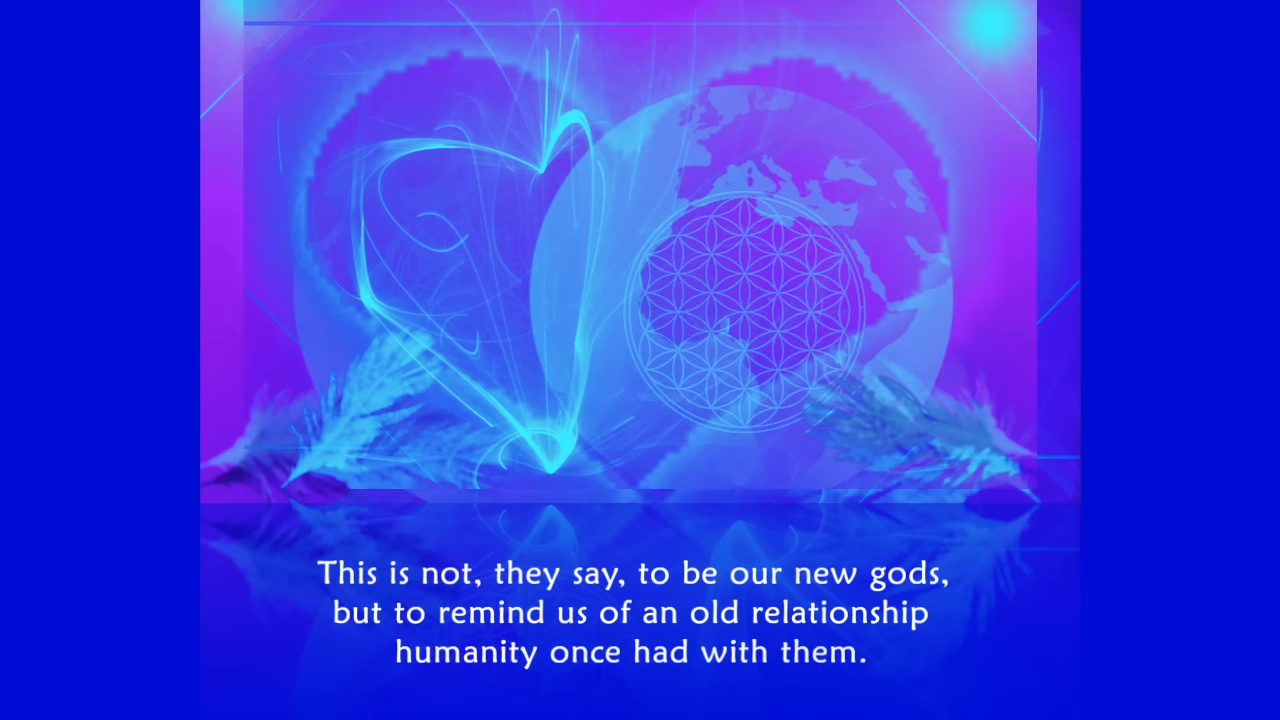 This is not, they say, to be our new gods,
but to remind us of an old relationship
humanity once had with them.